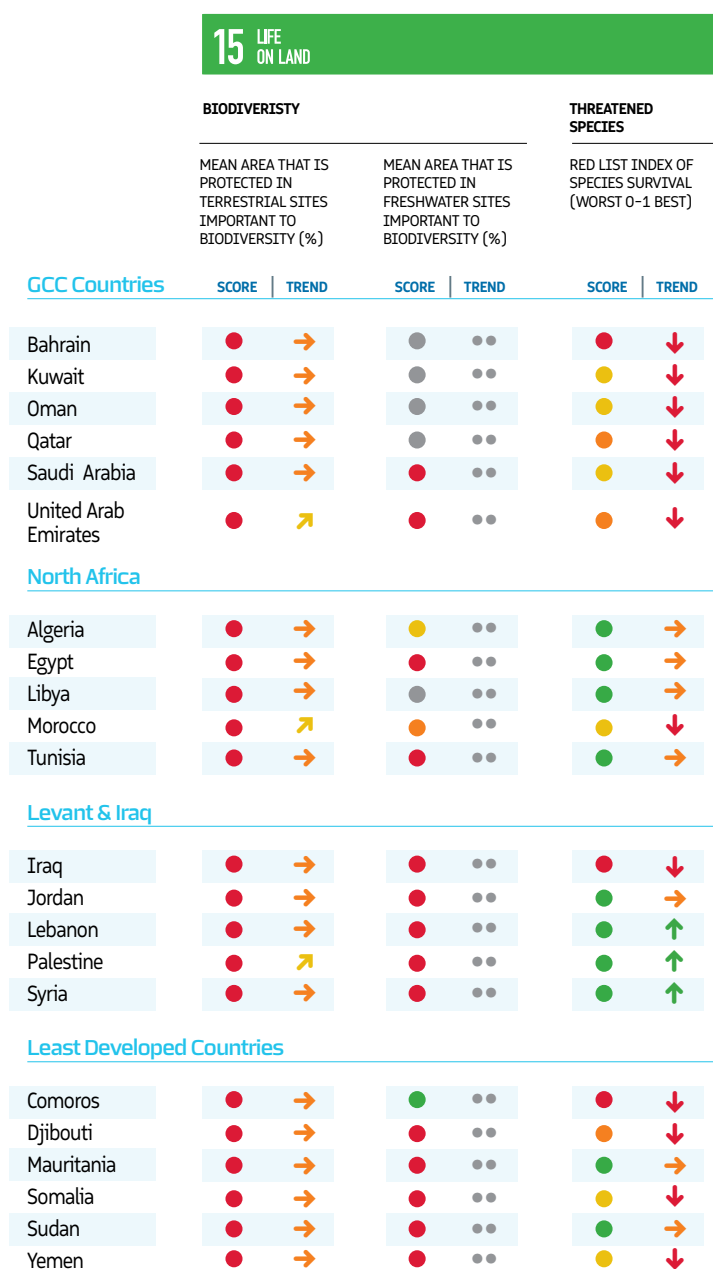 15 LIFE
ON LAND
BIODIVERISTY
THREATENED
SPECIES
MEAN AREA THAT IS
PROTECTED IN
TERRESTRIAL SITES
IMPORTANT TO
BIODIVERSITY (%)
MEAN AREA THAT IS
PROTECTED IN
FRESHWATER SITES
IMPORTANT TO
BIODIVERSITY (%)
RED LIST INDEX OF
SPECIES SURVIVAL
(WORST 0-1 BEST)
GCC Countries SCORE TREND SCORE TREND SCORE TREND
Bahrain
Kuwait
Oman
Qatar
Saudi Arabia
United Arab
Emirates
North Africa
Algeria
Egypt
Libya
Morocco
Tunisia
Levant & Iraq
Iraq
Jordan
Lebanon
Palestine
Syria
Least Developed Countries
Comoros
Djibouti
Mauritania
Somalia
Sudan
Yemen